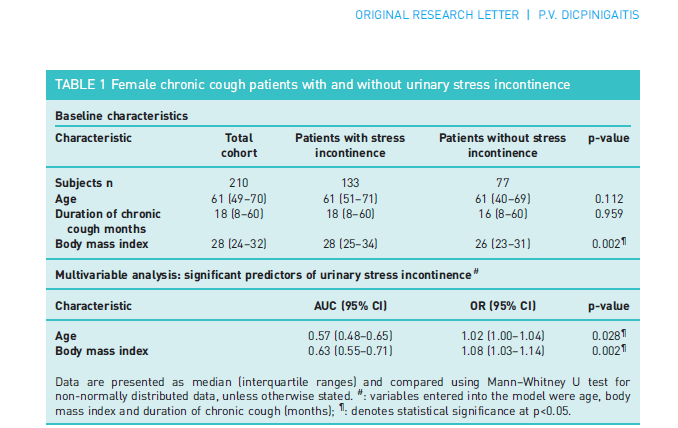 ORIGINAL RESEARCH LETTER | P.V. DICPINIGAITIS
TABLE 1 Female chronic cough patients with and without urinary stress incontinence
Baseline characteristics
Characteristic Total cohort Patients with stress incontinence Patients without stress incontinence p-value
Subjects n 210 133 77
Age 61 (49–70) 61 (51–71) 61 (40–69) 0.112
Duration of chronic cough months 18 (8–60) 18 (8–60) 16 (8–60) 0.959
Body mass index 28 (24–32) 28 (25–34) 26 (23–31) 0.002¶
Multivariable analysis: significant predictors of urinary stress incontinence#
Characteristic AUC (95% CI) OR (95% CI) p-value
Age 0.57 (0.48–0.65) 1.02 (1.00–1.04) 0.028¶
Body mass index 0.63 (0.55–0.71) 1.08 (1.03–1.14) 0.002¶
Data are presented as median (interquartile ranges) and compared using Mann–Whitney U test for
non-normally distributed data, unless otherwise stated. #: variables entered into the model were age, body
mass index and duration of chronic cough (months); ¶: denotes statistical significance at p<0.05.